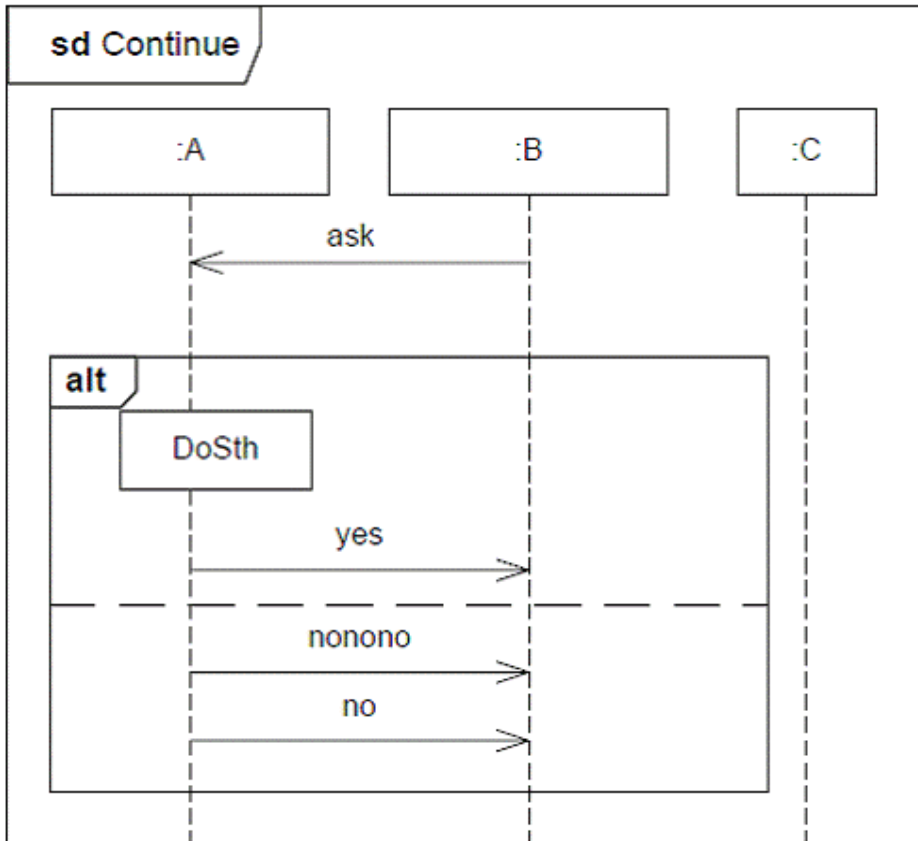 sd Continue
:A
:B
:C
ask
alt
DoSth
yes
nonono
no